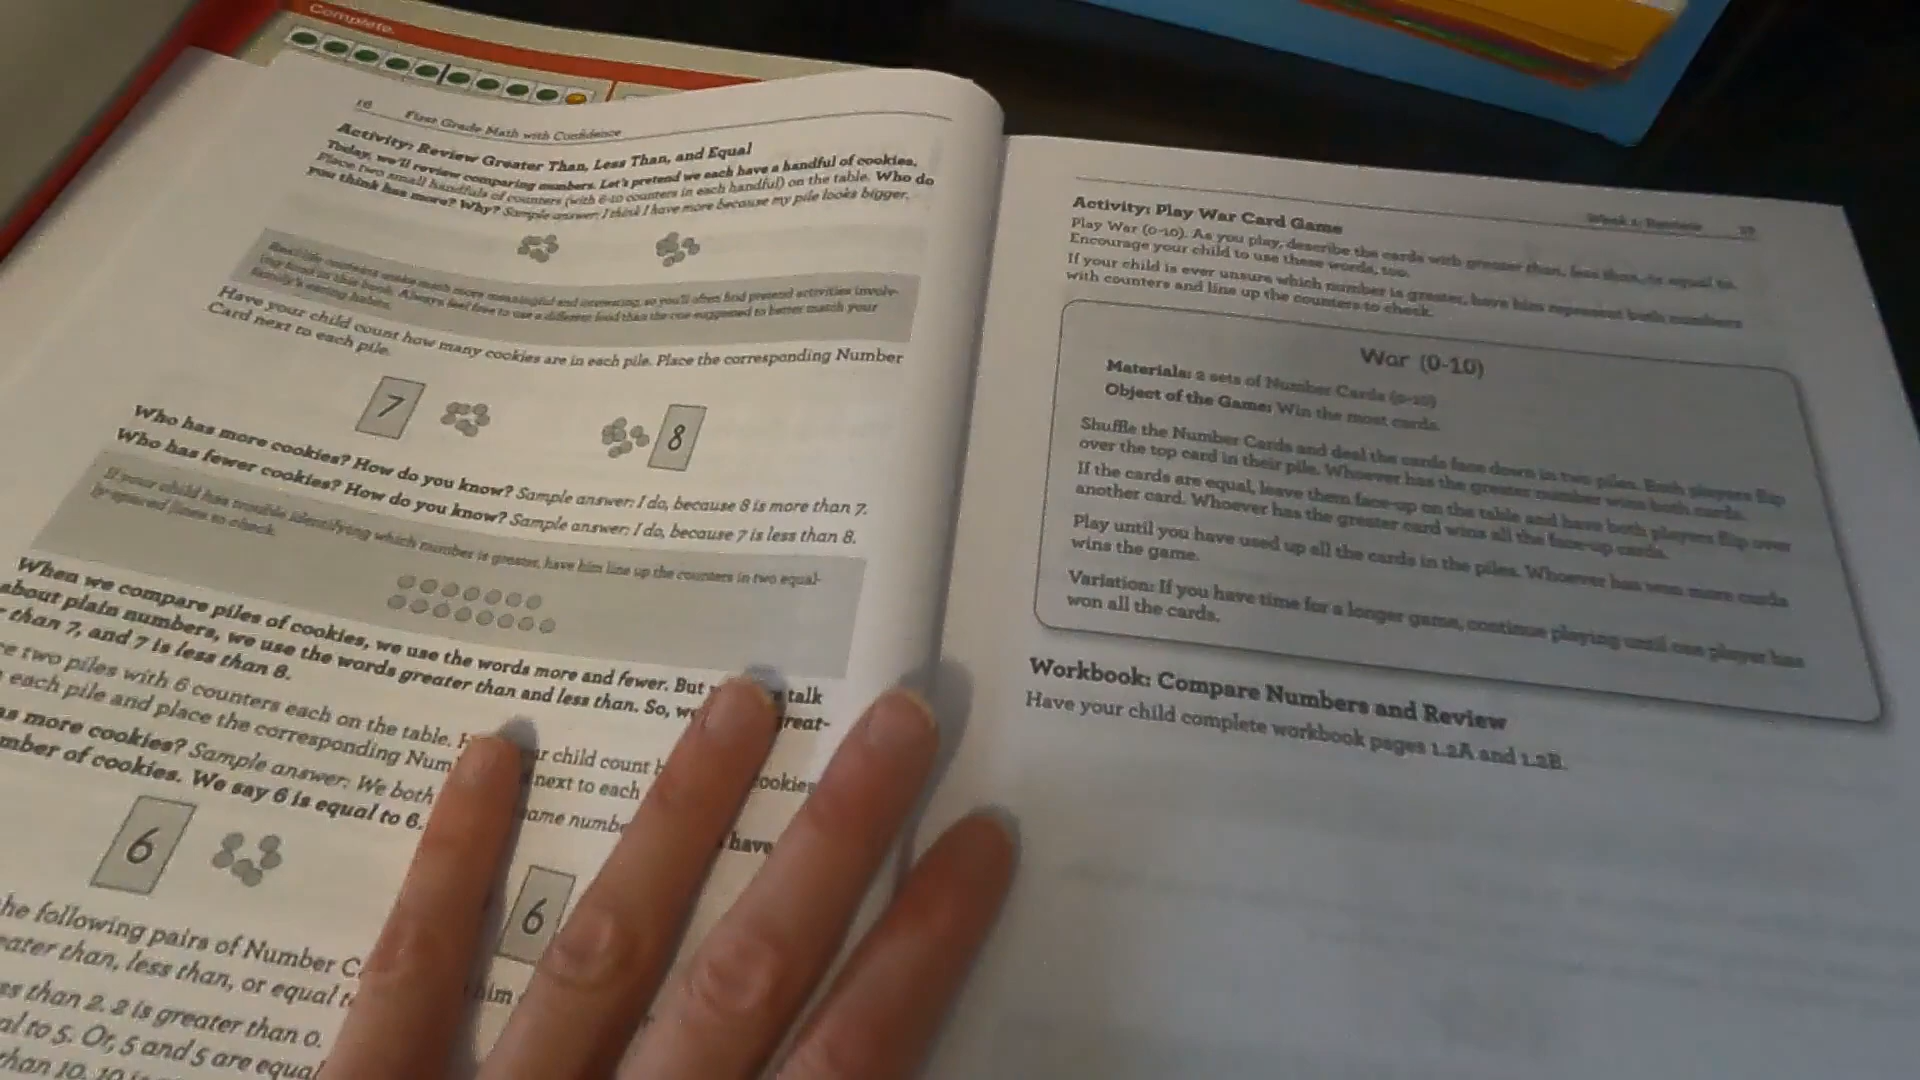 Complete.
16 First Grade Math with Confidence
Activity: Review Greater Than, Less Than, and Equal
Today, we'll review comparing numbers. Let's pretend we each have a handful of cookies.
Place two small handfuls of counters (with 6-10 counters in each handful) on the table. Who do
you think has more? Why? Sample answer: I think I have more because my pile looks bigger.
Realistic contexts make math more meaningful and interesting, so you'll often find pretend activities involv-
ing food in this book. Always feel free to use a different food than the one suggested to better match your
family's eating habits.
Have your child count how many cookies are in each pile. Place the corresponding Number
Card next to each pile.
7
8
Who has more cookies? How do you know? Sample answer: I do, because 8 is more than 7.
Who has fewer cookies? How do you know? Sample answer: I do, because 7 is less than 8.
If your child has trouble identifying which number is greater, have him line up the counters in two equal-
ly-spaced lines to check.
When we compare piles of cookies, we use the words more and fewer. But talk
about plain numbers, we use the words greater than and less than. So, we great-
than 7, and 7 is less than 8.
two piles with 6 counters each on the table. child count cookies
each pile and place the corresponding Num next to each
more cookies? Sample answer: We both same number have
number of cookies. We say 6 is equal to 6.
6
6
the following pairs of Number him
greater than, less than, or equal
less than 2. 2 is greater than 0.
to 5. Or, 5 and 5 are equal
than 10. 10
Week 1: Review
Activity: Play War Card Game
Play War (0-10). As you play, describe the cards with greater than, less than, or equal to.
Encourage your child to use these words, too.
If your child is ever unsure which number is greater, have him represent both numbers
with counters and line up the counters to check.
War (0-10)
Materials: 2 sets of Number Cards (0-10)
Object of the Game: Win the most cards.
Shuffle the Number Cards and deal the cards face down in two piles. Both players flip
over the top card in their pile. Whoever has the greater number wins both cards.
If the cards are equal, leave them face-up on the table and have both players flip over
another card. Whoever has the greater card wins all the face-up cards.
Play until you have used up all the cards in the piles. Whoever has won more cards
wins the game.
Variation: If you have time for a longer game, continue playing until one player has
won all the cards.
Workbook: Compare Numbers and Review
Have your child complete workbook pages 1.2A and 1.2B.